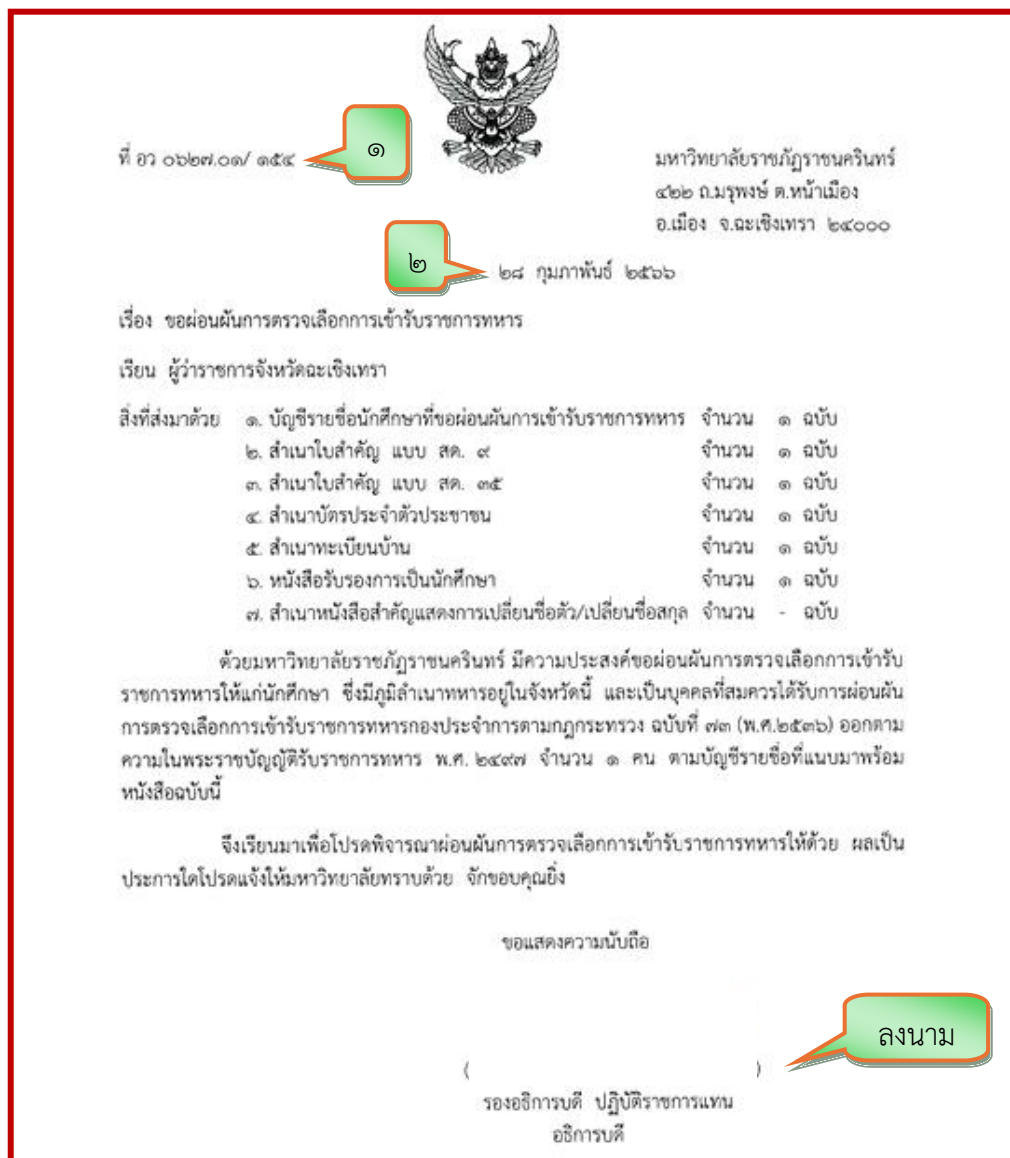 ที่ อว ๐๖๒๗.๐๑/ ๑๕๔
๑
มหาวิทยาลัยราชภัฏราชนครินทร์
๔๒๒ ถ.มรุพงษ์ ต.หน้าเมือง
อ.เมือง จ.ฉะเชิงเทรา ๒๔๐๐๐
๒
๒๘ กุมภาพันธ์ ๒๕๖๖
เรื่อง ขอผ่อนผันการตรวจเลือกการเข้ารับราชการทหาร
เรียน ผู้ว่าราชการจังหวัดฉะเชิงเทรา
สิ่งที่ส่งมาด้วย ๑. บัญชีรายชื่อนักศึกษาที่ขอผ่อนผันการเข้ารับราชการทหาร จำนวน ๑ ฉบับ
๒. สำเนาใบสำคัญ แบบ สด. ๙ จำนวน ๑ ฉบับ
๓. สำเนาใบสำคัญ แบบ สด. ๓๕ จำนวน ๑ ฉบับ
๔. สำเนาบัตรประจำตัวประชาชน จำนวน ๑ ฉบับ
๕. สำเนาทะเบียนบ้าน จำนวน ๑ ฉบับ
๖. หนังสือรับรองการเป็นนักศึกษา จำนวน ๑ ฉบับ
๗. สำเนาหนังสือสำคัญแสดงการเปลี่ยนชื่อตัว/เปลี่ยนชื่อสกุล จำนวน - ฉบับ
ด้วยมหาวิทยาลัยราชภัฏราชนครินทร์ มีความประสงค์ขอผ่อนผันการตรวจเลือกการเข้ารับ
ราชการทหารให้แก่นักศึกษา ซึ่งมีภูมิลำเนาทหารอยู่ในจังหวัดนี้ และเป็นบุคคลที่สมควรได้รับการผ่อนผัน
การตรวจเลือกการเข้ารับราชการทหารกองประจำการตามกฎกระทรวง ฉบับที่ ๗๓ (พ.ศ.๒๕๓๖) ออกตาม
ความในพระราชบัญญัติรับราชการทหาร พ.ศ. ๒๔๙๗ จำนวน ๑ คน ตามบัญชีรายชื่อที่แนบมาพร้อม
หนังสือฉบับนี้
จึงเรียนมาเพื่อโปรดพิจารณาผ่อนผันการตรวจเลือกการเข้ารับราชการทหารให้ด้วย ผลเป็น
ประการใดโปรดแจ้งให้มหาวิทยาลัยทราบด้วย จักขอบคุณยิ่ง
ขอแสดงความนับถือ
ลงนาม
( )
รองอธิการบดี ปฏิบัติราชการแทน
อธิการบดี